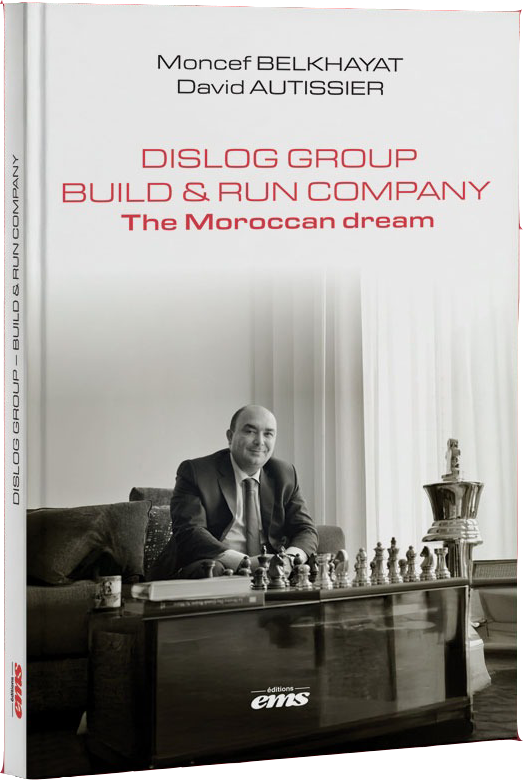 Moncef BELKHAYAT
David AUTISSIER
DISLOG GROUP
BUILD & RUN COMPANY
The Moroccan dream
DISLOG GROUP – BUILD & RUN COMPANY
éditions
ems
éditions
ems